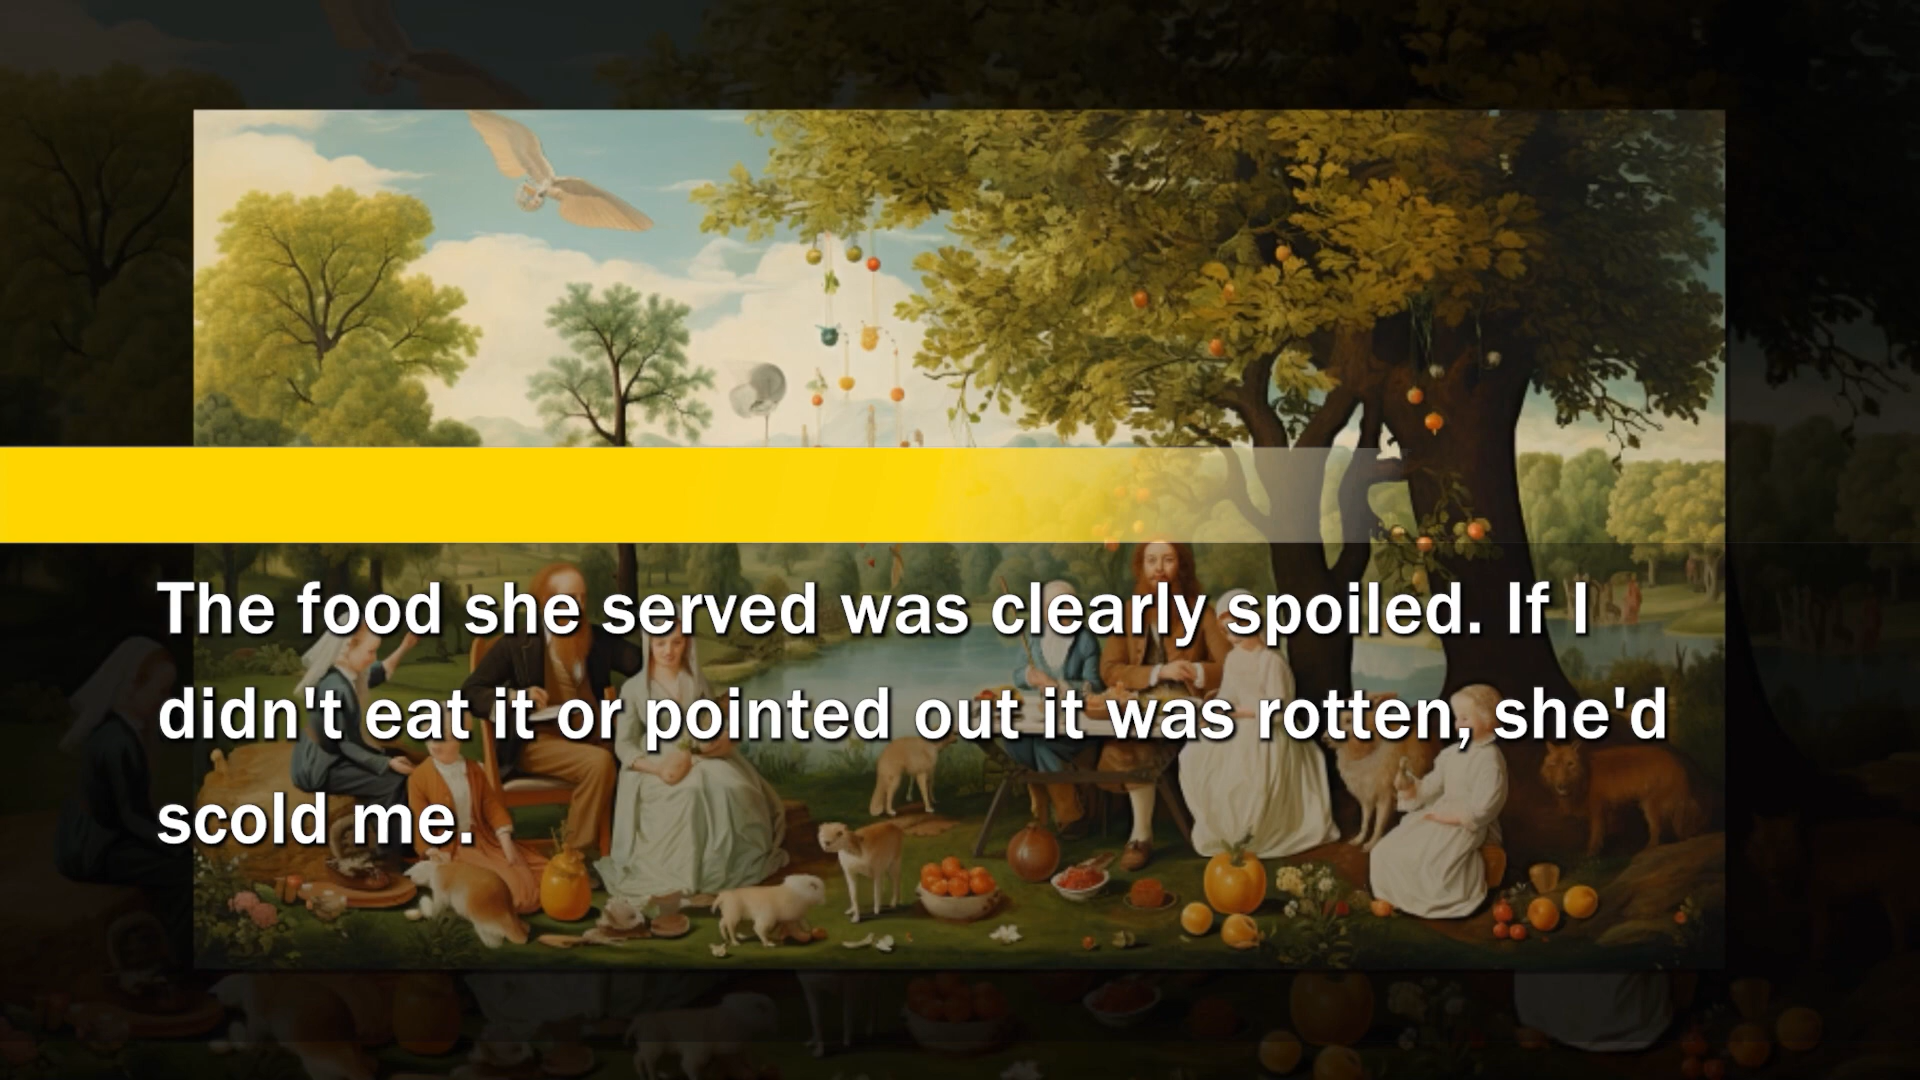 The food she served was clearly spoiled. If I
didn't eat it or pointed out it was rotten, she'd
scold me.